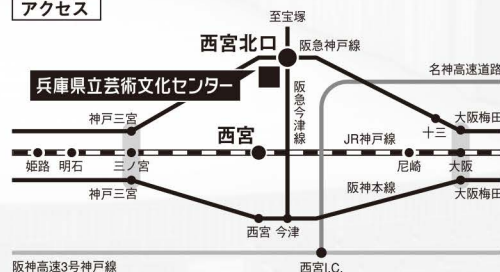 アクセス
至宝塚
西宮北口
阪急神戸線
兵庫県立芸術文化センター
名神高速道路
阪急今津線
神戸三宮
十三
大阪梅田
西宮
JR神戸線
姫路
明石
三ノ宮
尼崎
大阪
神戸三宮
阪神本線
大阪梅田
西宮
今津
阪神高速3号神戸線
西宮I.C.